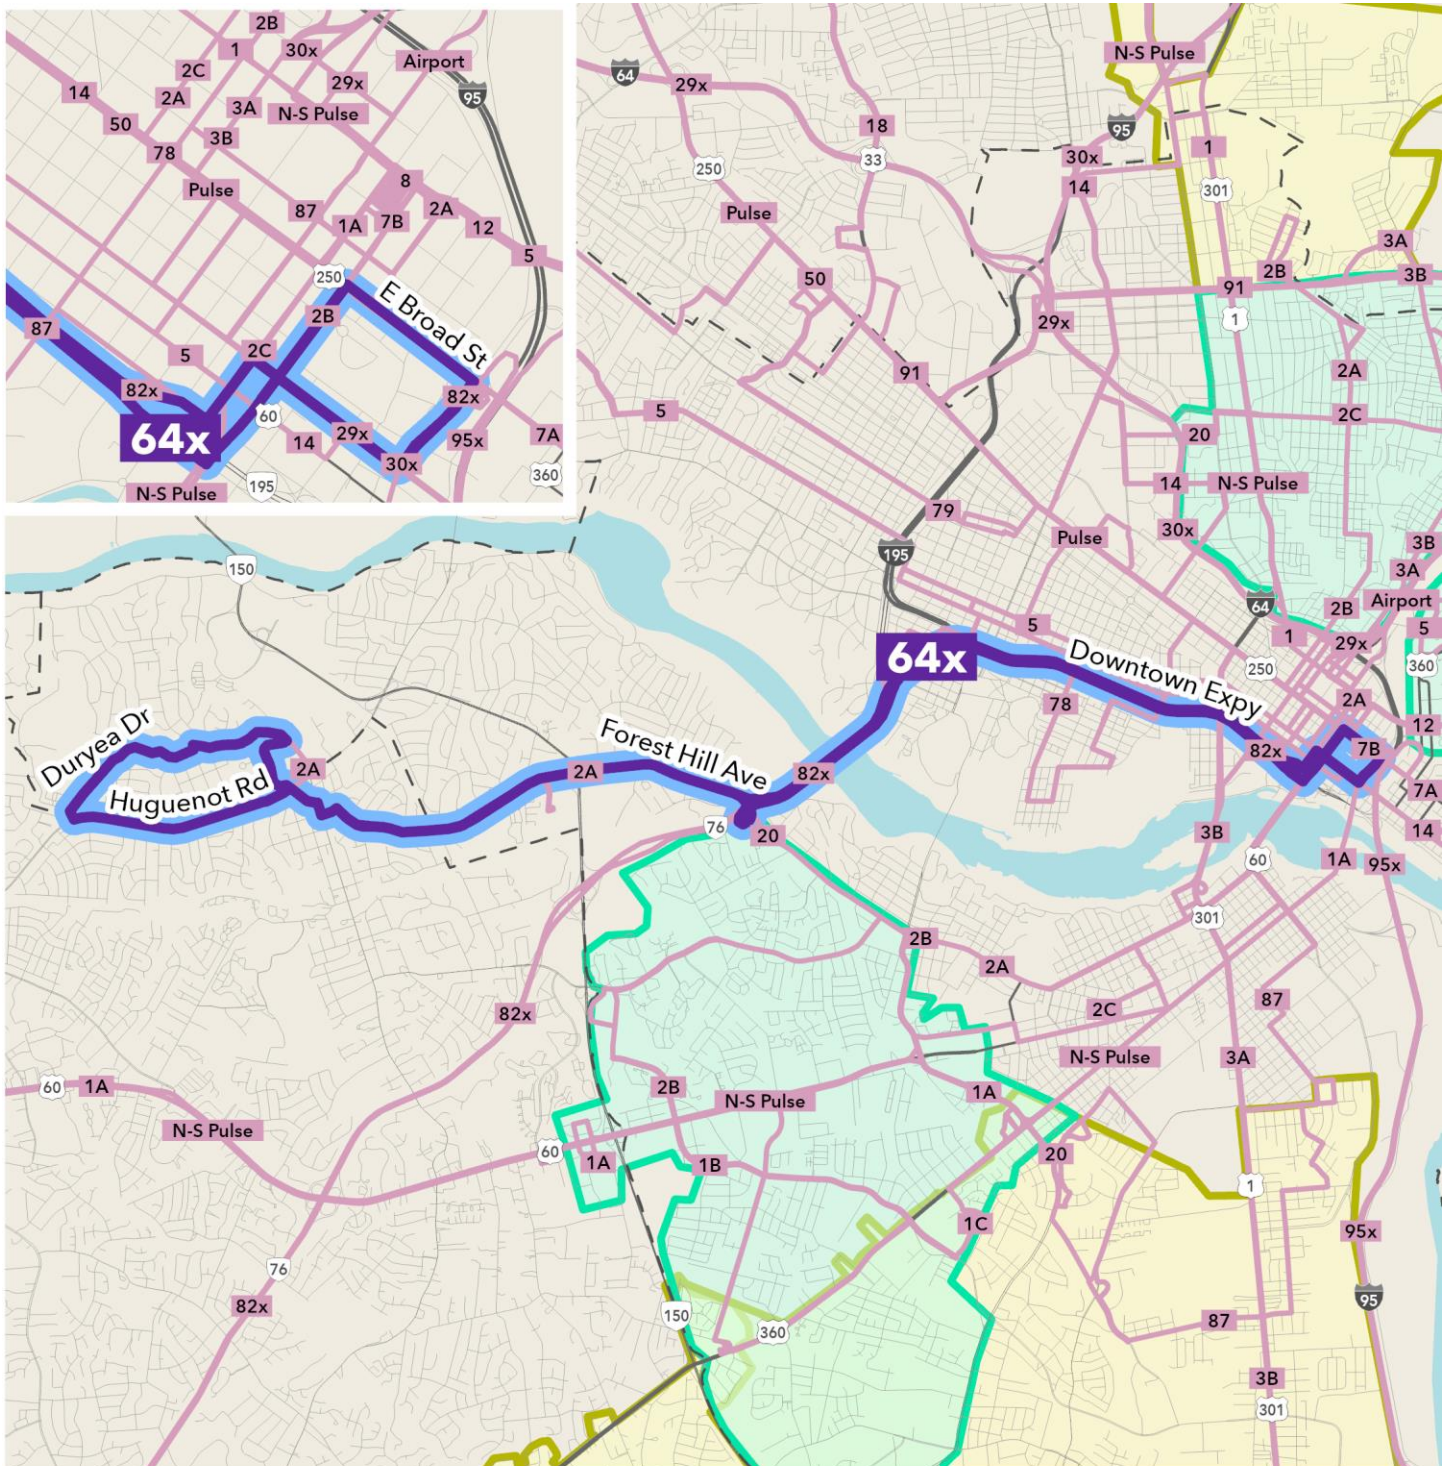 2B
1
30x
Airport
2C
29x
95
14
2A
3A
N-S Pulse
50
3B
78
8
Pulse
87
2A
1A
7B
12
5
250
E Broad St
2B
87
5
2C
82x
82x
60
64x
14
29x
95x
7A
30x
360
N-S Pulse
195
N-S Pulse
64
29x
18
95
1
33
30x
250
14
301
Pulse
3A
2B
3B
50
91
1
29x
91
2A
5
2C
20
14
N-S Pulse
79
30x
Pulse
195
3B
150
3A
64
2B
Airport
5
1
5
29x
64x
250
360
Downtown Expy
2A
78
12
Duryea Dr
Forest Hill Ave
82x
7B
2A
2A
82x
Huguenot Rd
7A
76
20
3B
14
60
1A
95x
301
2B
2A
87
82x
2C
N-S Pulse
3A
60
1A
2B
1A
N-S Pulse
N-S Pulse
60
1A
1B
20
1
1C
95x
76
95
82x
150
87
360
3B
301